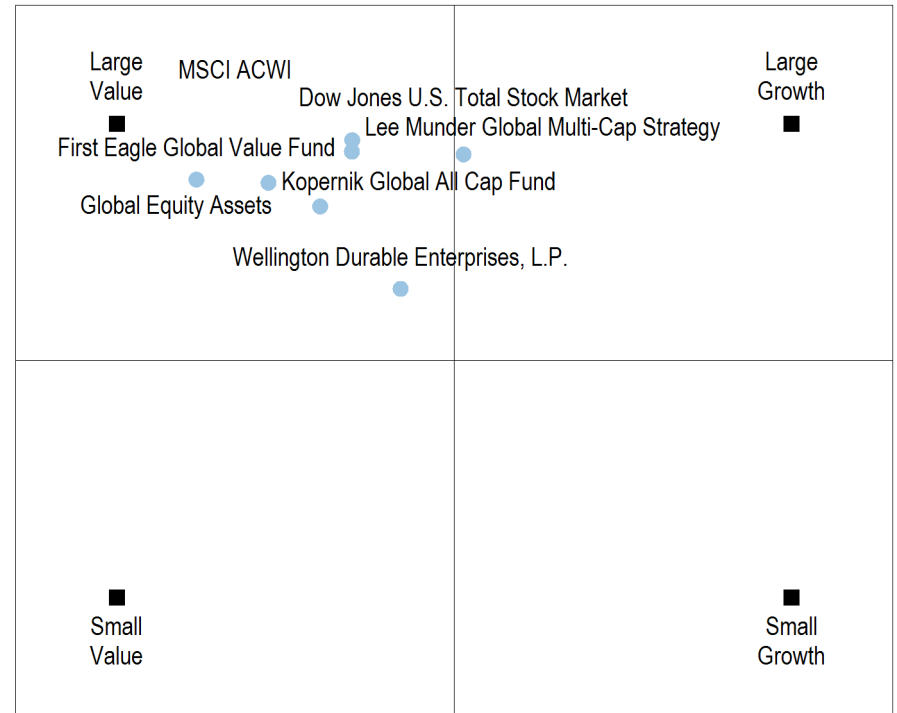 Large
Value
MSCI ACWI
Large
Growth
Dow Jones U.S. Total Stock Market
Lee Munder Global Multi-Cap Strategy
First Eagle Global Value Fund
Kopernik Global All Cap Fund
Global Equity Assets
Wellington Durable Enterprises, L.P.
Small
Value
Small
Growth